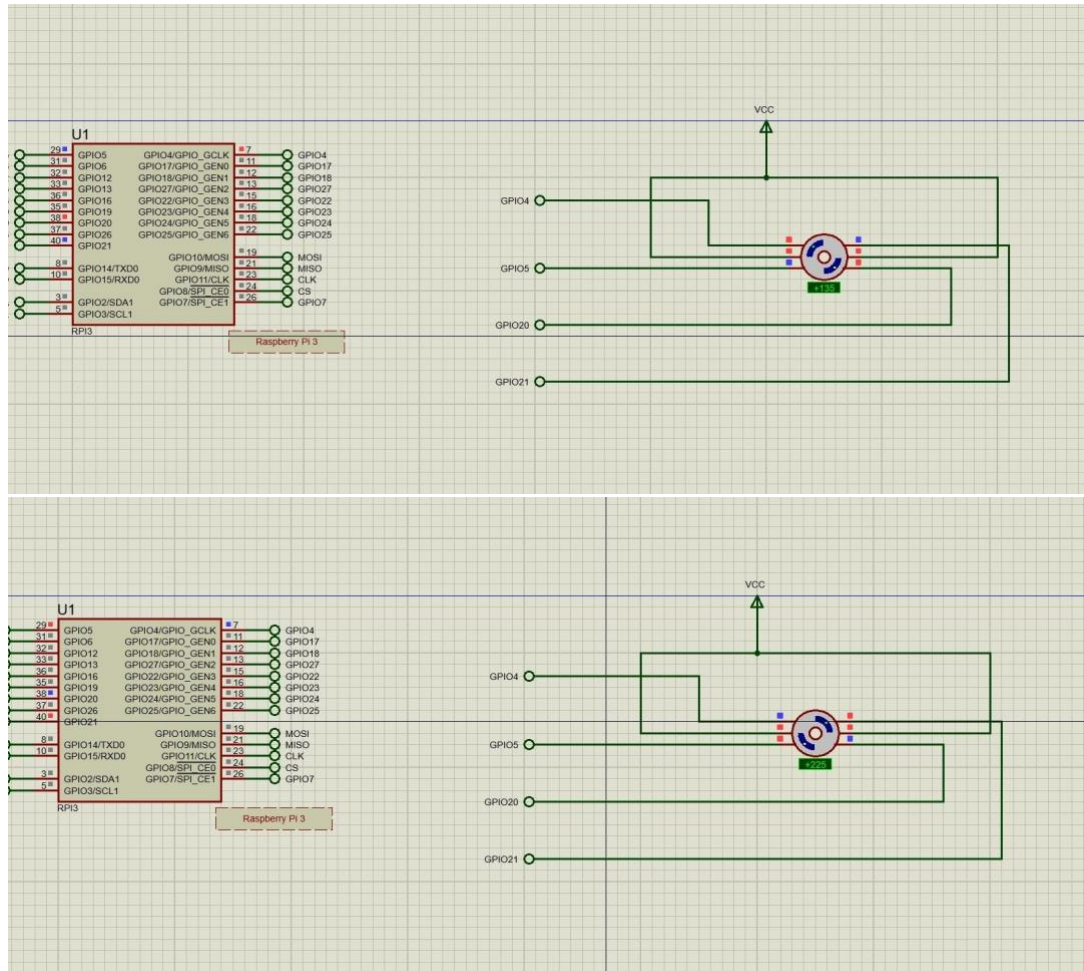 VCC
U1
29 GPIO5 GPIO4/GPIO_GCLK 7 GPIO4
31 GPIO6 GPIO17/GPIO_GEN0 11 GPIO17
32 GPIO12 GPIO18/GPIO_GEN1 12 GPIO18
33 GPIO13 GPIO27/GPIO_GEN2 13 GPIO27
36 GPIO16 GPIO22/GPIO_GEN3 15 GPIO22
35 GPIO19 GPIO23/GPIO_GEN4 16 GPIO23
38 GPIO20 GPIO24/GPIO_GEN5 18 GPIO24
37 GPIO26 GPIO25/GPIO_GEN6 22 GPIO25
40 GPIO21
GPIO10/MOSI 19 MOSI
8 GPIO14/TXD0 GPIO9/MISO 21 MISO
10 GPIO15/RXD0 GPIO11/CLK 23 CLK
GPIO8/SPI_CE0 24 CS
3 GPIO2/SDA1 GPIO7/SPI_CE1 26 GPIO7
5 GPIO3/SCL1
RPI3
Raspberry Pi 3
GPIO4
GPIO5
+135
GPIO20
GPIO21
VCC
U1
29 GPIO5 GPIO4/GPIO_GCLK 7 GPIO4
31 GPIO6 GPIO17/GPIO_GEN0 11 GPIO17
32 GPIO12 GPIO18/GPIO_GEN1 12 GPIO18
33 GPIO13 GPIO27/GPIO_GEN2 13 GPIO27
36 GPIO16 GPIO22/GPIO_GEN3 15 GPIO22
35 GPIO19 GPIO23/GPIO_GEN4 16 GPIO23
38 GPIO20 GPIO24/GPIO_GEN5 18 GPIO24
37 GPIO26 GPIO25/GPIO_GEN6 22 GPIO25
40 GPIO21
GPIO10/MOSI 19 MOSI
8 GPIO14/TXD0 GPIO9/MISO 21 MISO
10 GPIO15/RXD0 GPIO11/CLK 23 CLK
GPIO8/SPI_CE0 24 CS
3 GPIO2/SDA1 GPIO7/SPI_CE1 26 GPIO7
5 GPIO3/SCL1
RPI3
Raspberry Pi 3
GPIO4
GPIO5
+225
GPIO20
GPIO21